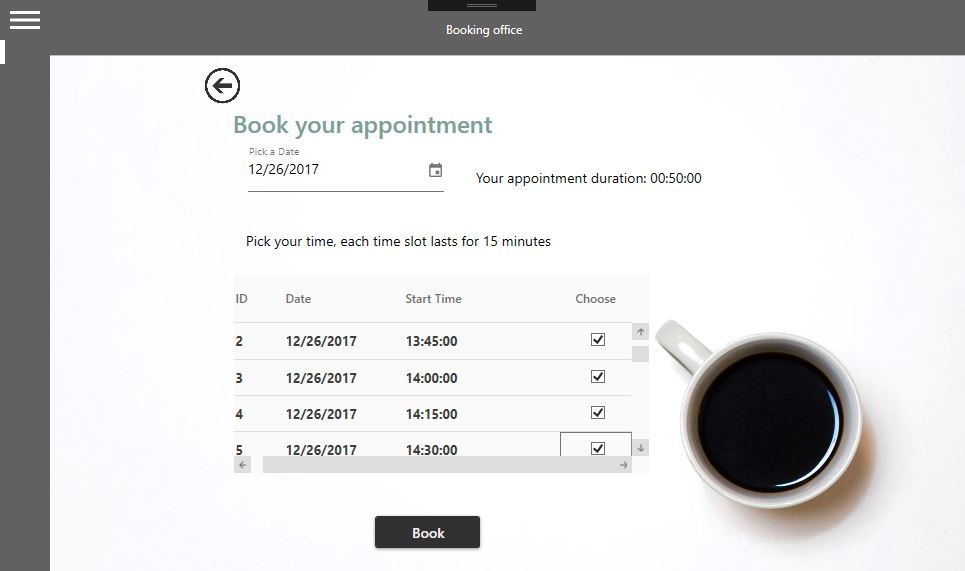 Booking office
Book your appointment
Pick a Date
12/26/2017
Your appointment duration: 00:50:00
Pick your time, each time slot lasts for 15 minutes
ID Date Start Time Choose
2 12/26/2017 13:45:00
3 12/26/2017 14:00:00
4 12/26/2017 14:15:00
5 12/26/2017 14:30:00
Book